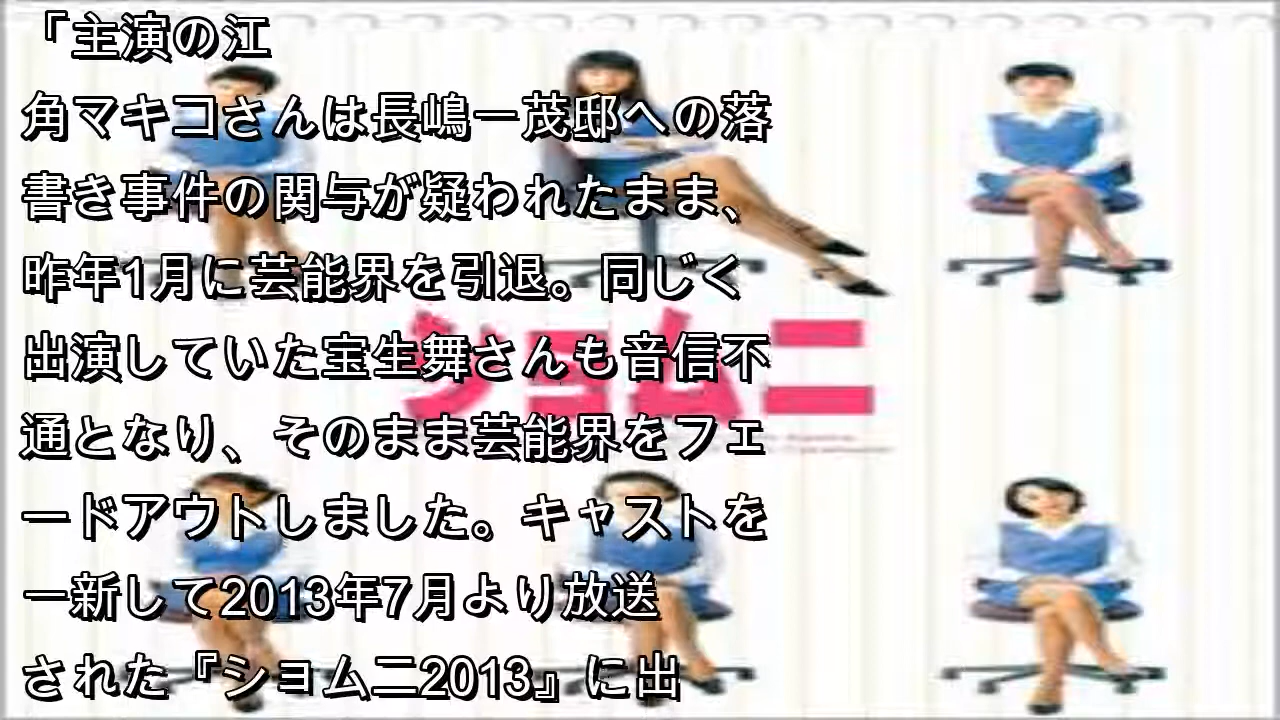 「主演の江
角マキコさんは長嶋一茂邸への落
書き事件の関与が疑われたまま、
昨年1月に芸能界を引退。同じく
出演していた宝生舞さんも音信不
通となり、そのまま芸能界をフェ
ードアウトしました。キャストを
一新して2013年7月より放送
された『ショムニ2013』に出
ショムニ